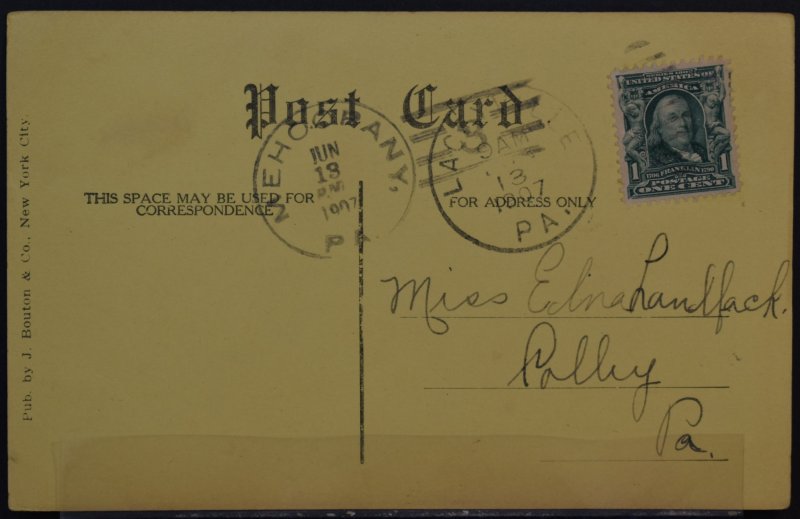 Post Card
THIS SPACE MAY BE USED FOR
CORRESPONDENCE
FOR ADDRESS ONLY
MEHOOPANY,
JUN
13
PM
1907
PA
9AM
13
1907
PA.
UNITED STATES OF
AMERICA
1 1
1706 FRANKLIN 1790
POSTAGE
ONE CENT
Miss Edna
Colley
Pa.
Pub. by J. Bouton & Co., New York City.